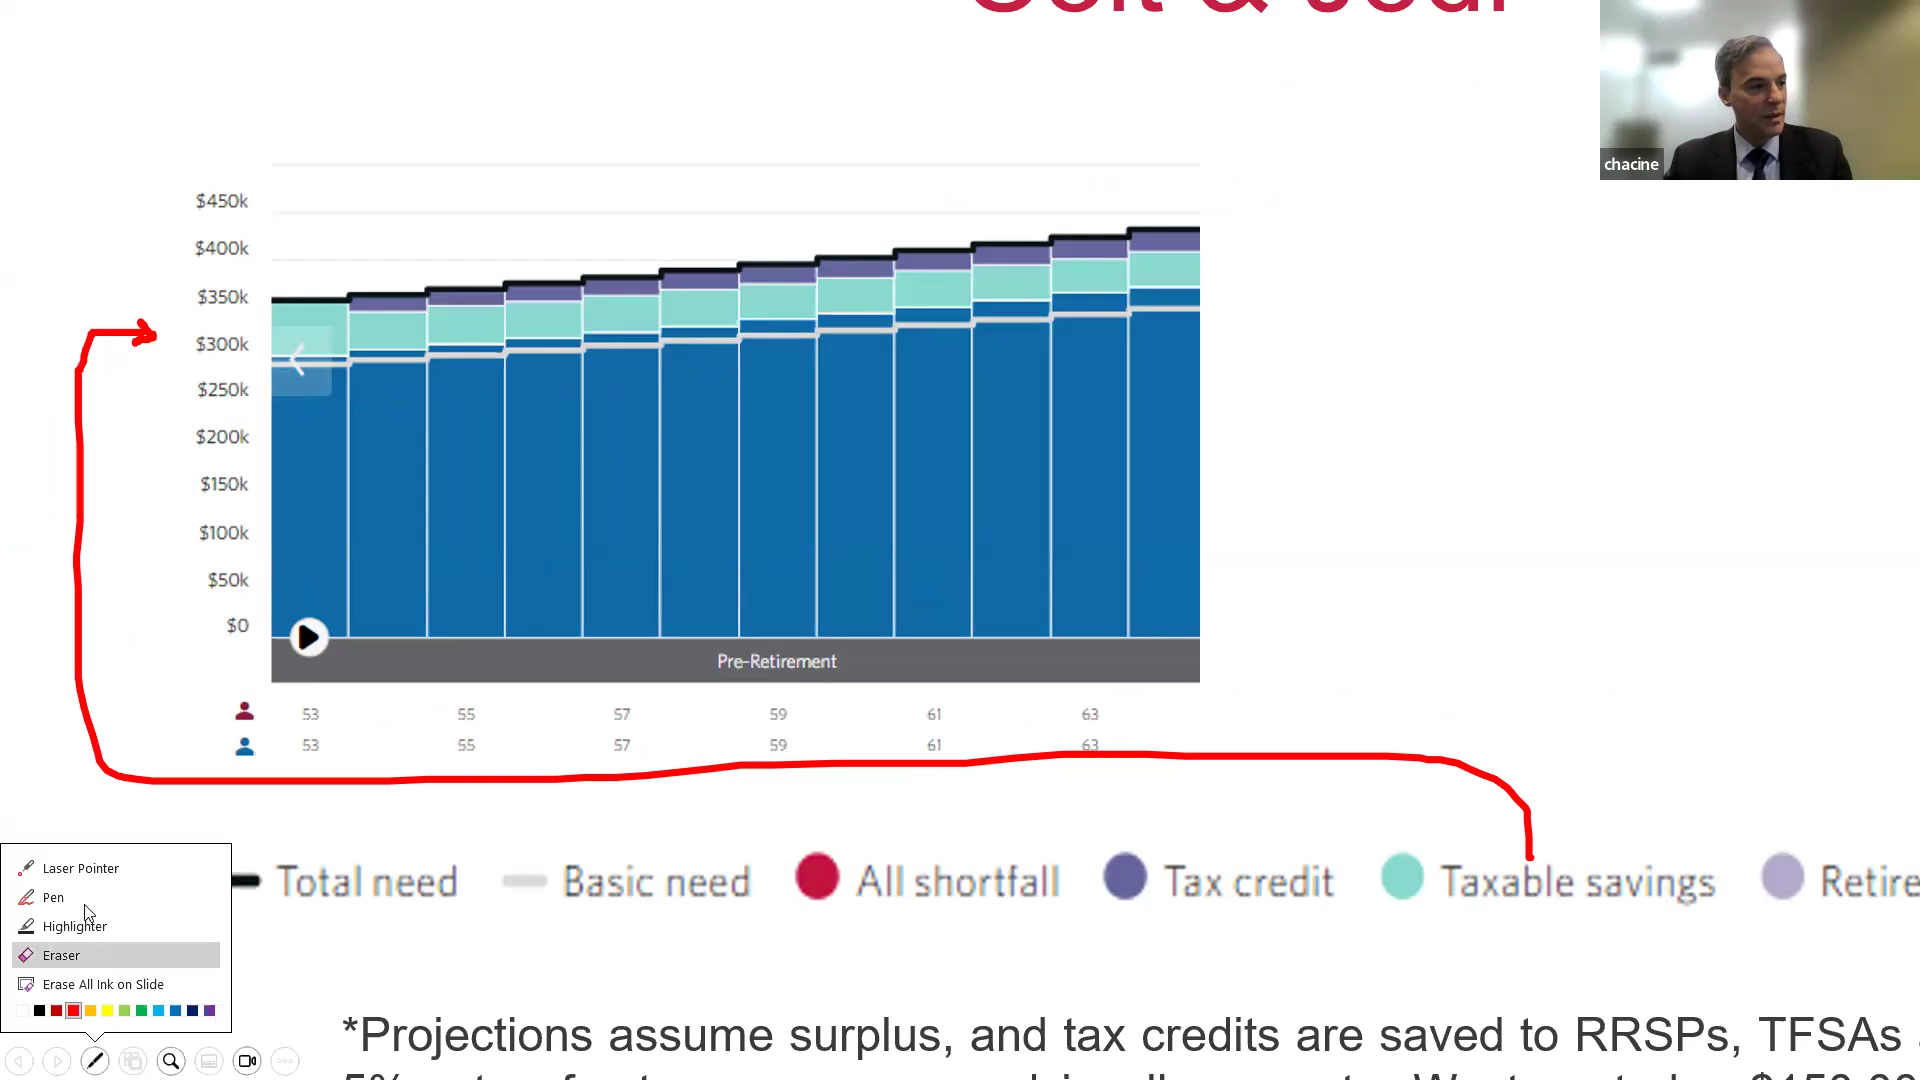 chacine
$450k
$400k
$350k
$300k
$250k
$200k
$150k
$100k
$50k
$0
Pre-Retirement
53 55 57 59 61 63
53 55 57 59 61 63
Laser Pointer
Pen
Highlighter
Eraser
Erase All Ink on Slide
Total need Basic need All shortfall Tax credit Taxable savings Retire
*Projections assume surplus, and tax credits are saved to RRSPs, TFSAs